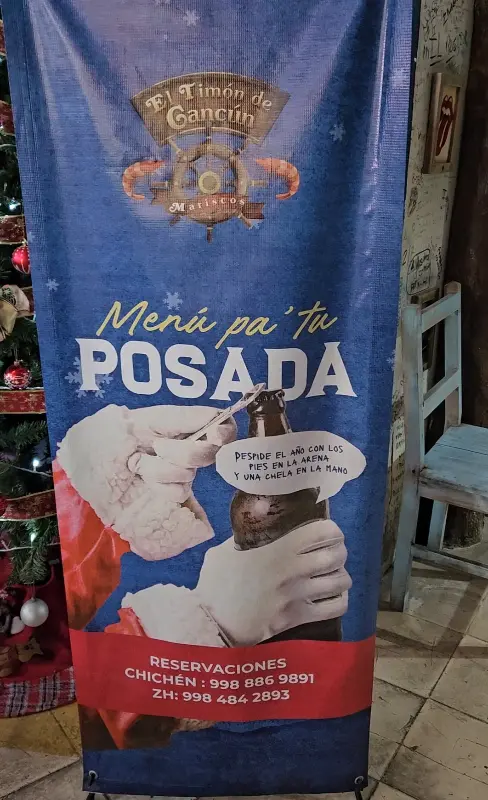 El Timón de
Cancún
Mariscos
Menú pa' tu
POSADA
DESPIDE EL AÑO CON LOS
PIES EN LA ARENA
Y UNA CHELA EN LA MANO
RESERVACIONES
CHICHÉN : 998 886 9891
ZH: 998 484 2893